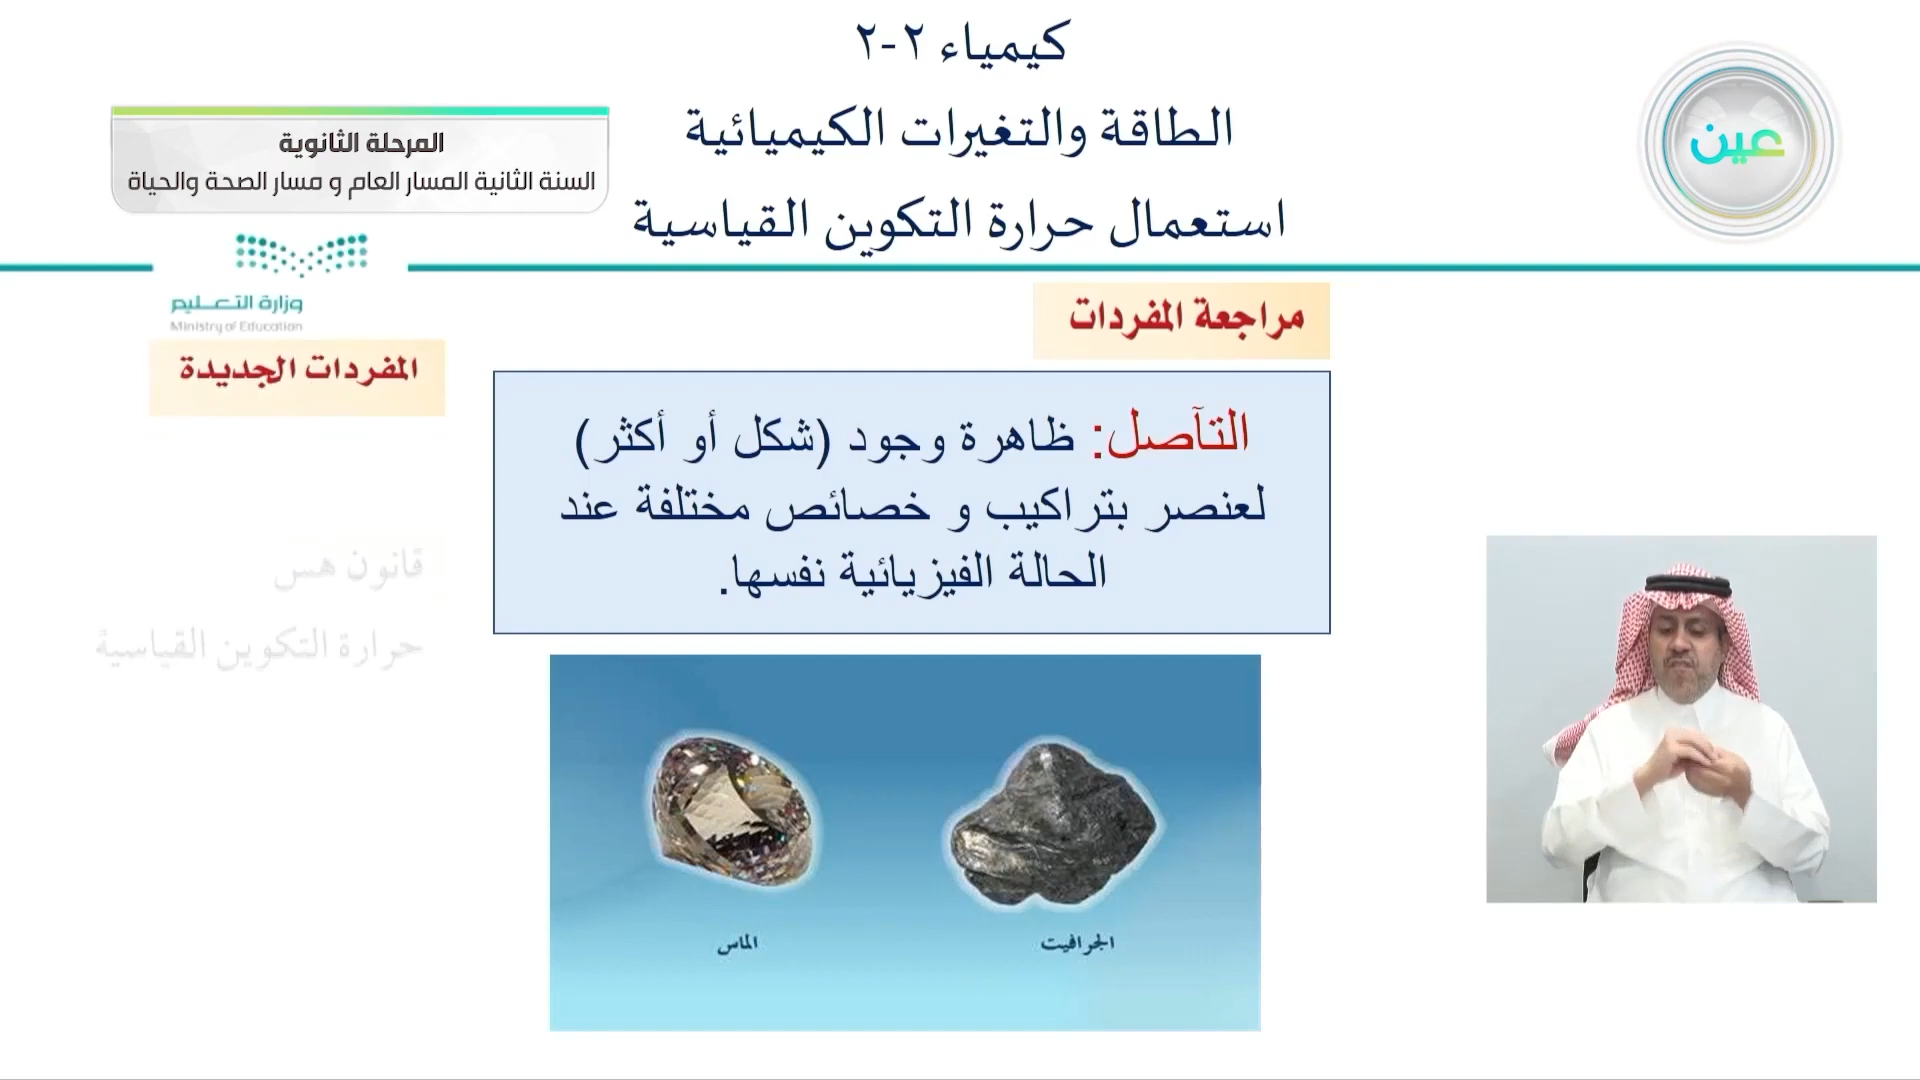 كيمياء ٢-٢
الطاقة والتغيرات الكيميائية
استعمال حرارة التكوين القياسية
عين
المرحلة الثانوية
السنة الثانية المسار العام و مسار الصحة والحياة
وزارة التعليم
Ministry of Education
مراجعة المفردات
التآصل: ظاهرة وجود (شكل أو أكثر)
لعنصر بتراكيب و خصائص مختلفة عند
الحالة الفيزيائية نفسها.
الجرافيت
الماس
المفردات الجديدة
قانون هس
حرارة التكوين القياسية